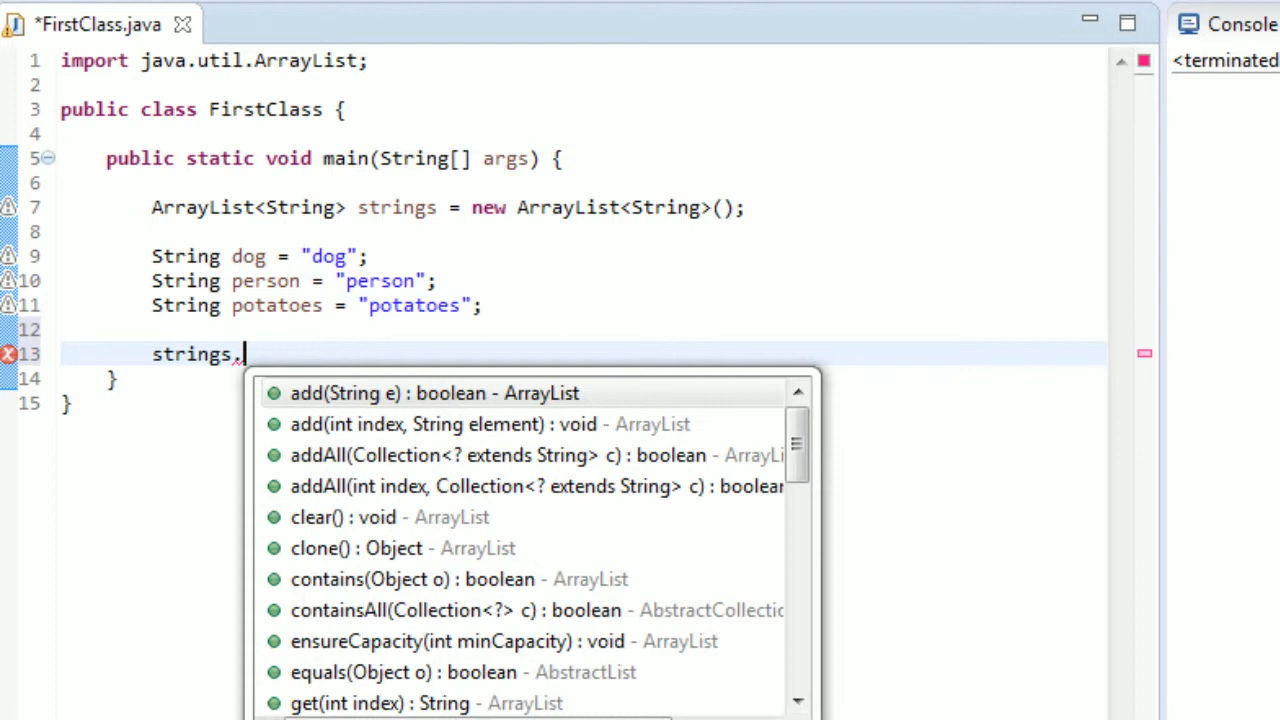 *FirstClass.java
Console
<terminated
1 import java.util.ArrayList;
2
3 public class FirstClass {
4
5 public static void main(String[] args) {
6
7 ArrayList<String> strings = new ArrayList<String>();
8
9 String dog = "dog";
10 String person = "person";
11 String potatoes = "potatoes";
12
13 strings.
14 }
15 }
add(String e) : boolean - ArrayList
add(int index, String element) : void - ArrayList
addAll(Collection<? extends String> c) : boolean - ArrayLi
addAll(int index, Collection<? extends String> c) : boolear
clear() : void - ArrayList
clone() : Object - ArrayList
contains(Object o) : boolean - ArrayList
containsAll(Collection<?> c) : boolean - AbstractCollectic
ensureCapacity(int minCapacity) : void - ArrayList
equals(Object o) : boolean - AbstractList
get(int index) : String - ArrayList